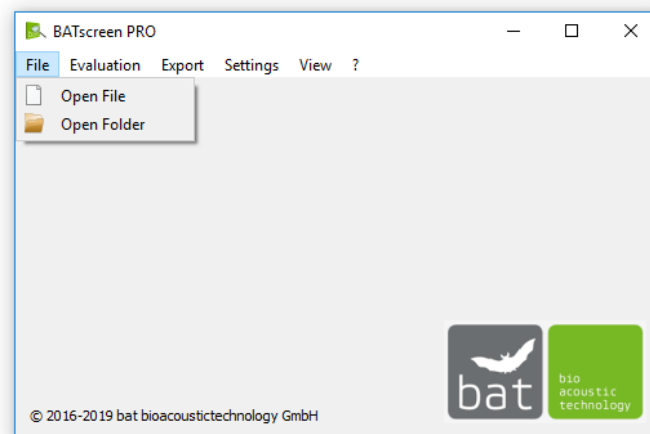 BATscreen PRO
File Evaluation Export Settings View ?
Open File
Open Folder
bat
bio
acoustic
technology
© 2016-2019 bat bioacoustictechnology GmbH